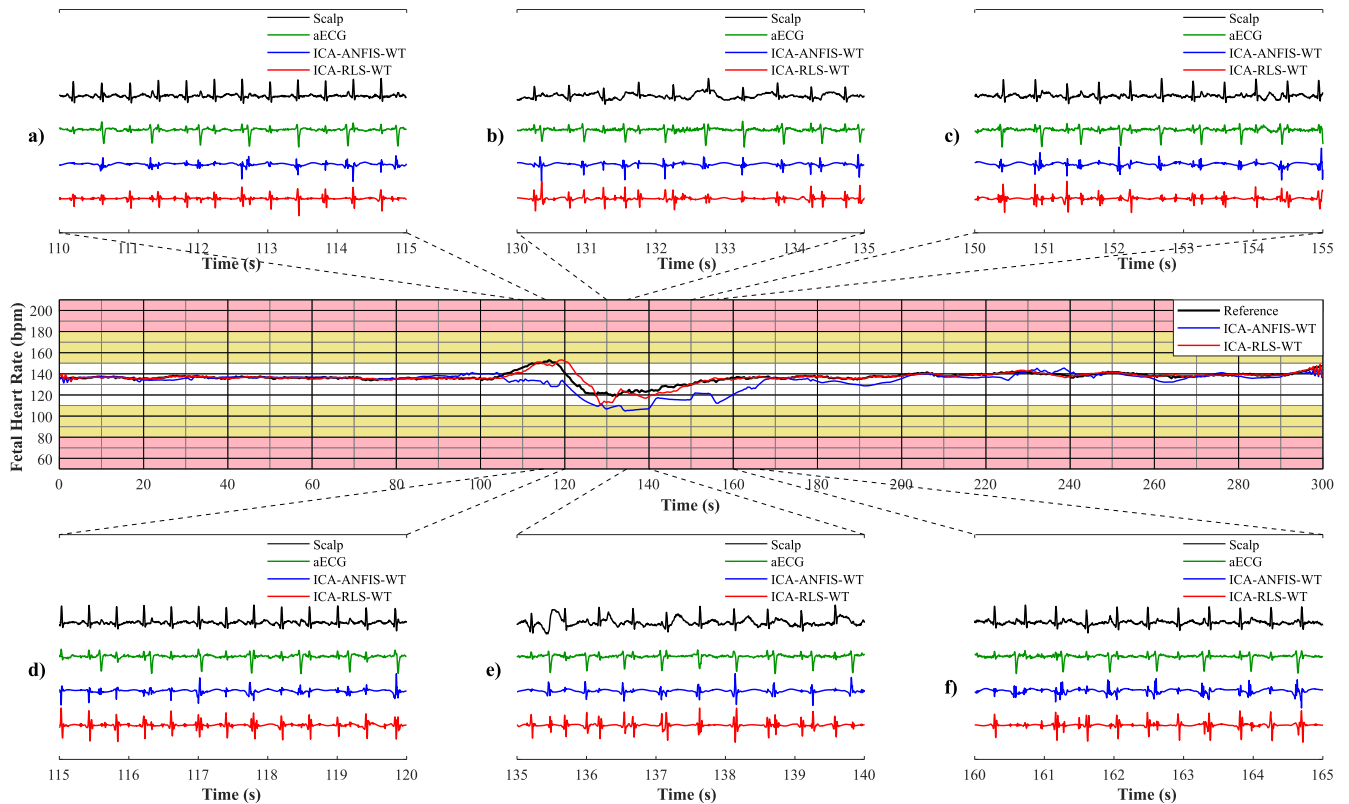 Scalp
aECG
ICA-ANFIS-WT
ICA-RLS-WT
a)
110 111 112 113 114 115
Time (s)
Scalp
aECG
ICA-ANFIS-WT
ICA-RLS-WT
b)
130 131 132 133 134 135
Time (s)
Scalp
aECG
ICA-ANFIS-WT
ICA-RLS-WT
c)
150 151 152 153 154 155
Time (s)
Fetal Heart Rate (bpm)
200
180
160
140
120
100
80
60
Reference
ICA-ANFIS-WT
ICA-RLS-WT
0 20 40 60 80 100 120 140 160 180 200 220 240 260 280 300
Time (s)
Scalp
aECG
ICA-ANFIS-WT
ICA-RLS-WT
d)
115 116 117 118 119 120
Time (s)
Scalp
aECG
ICA-ANFIS-WT
ICA-RLS-WT
e)
135 136 137 138 139 140
Time (s)
Scalp
aECG
ICA-ANFIS-WT
ICA-RLS-WT
f)
160 161 162 163 164 165
Time (s)